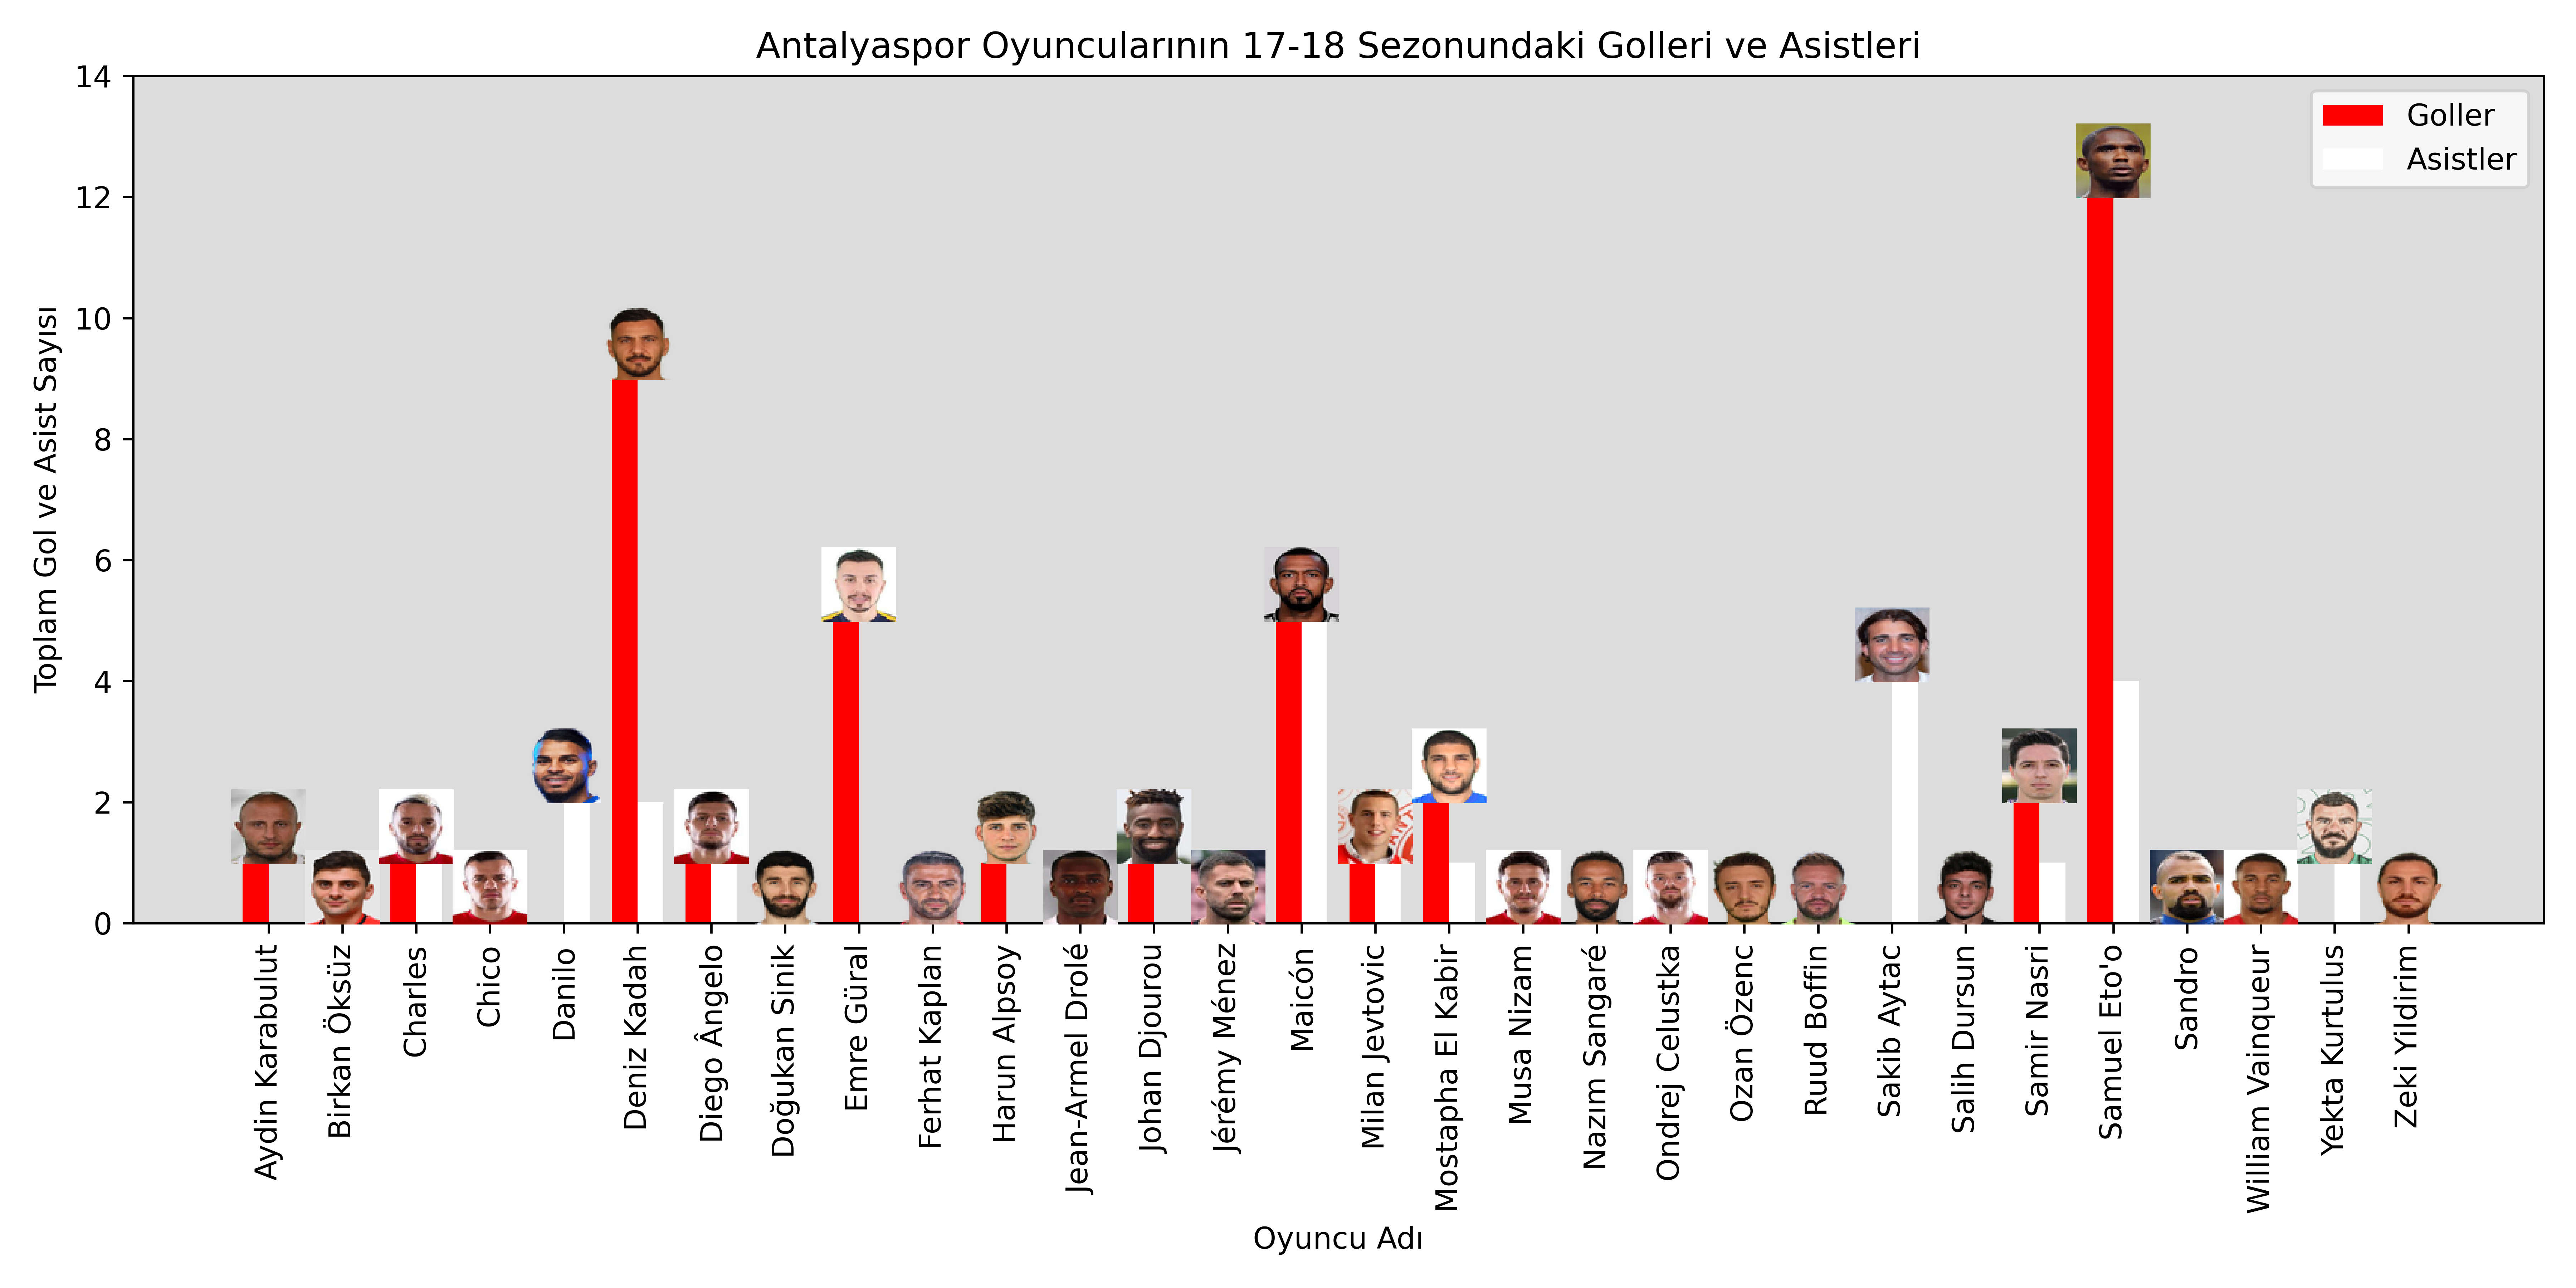 Antalyaspor Oyuncularının 17-18 Sezonundaki Golleri ve Asistleri
Goller
Asistler
Toplam Gol ve Asist Sayısı
14
12
10
8
6
4
2
0
Aydin Karabulut
Birkan Öksüz
Charles
Chico
Danilo
Deniz Kadah
Diego Ângelo
Doğukan Sinik
Emre Güral
Ferhat Kaplan
Harun Alpsoy
Jean-Armel Drolé
Johan Djourou
Jérémy Ménez
Maicón
Milan Jevtovic
Mostapha El Kabir
Musa Nizam
Nazım Sangaré
Ondrej Celustka
Ozan Özenc
Ruud Boffin
Sakib Aytac
Salih Dursun
Samir Nasri
Samuel Eto'o
Sandro
William Vainqueur
Yekta Kurtulus
Zeki Yildirim
Oyuncu Adı